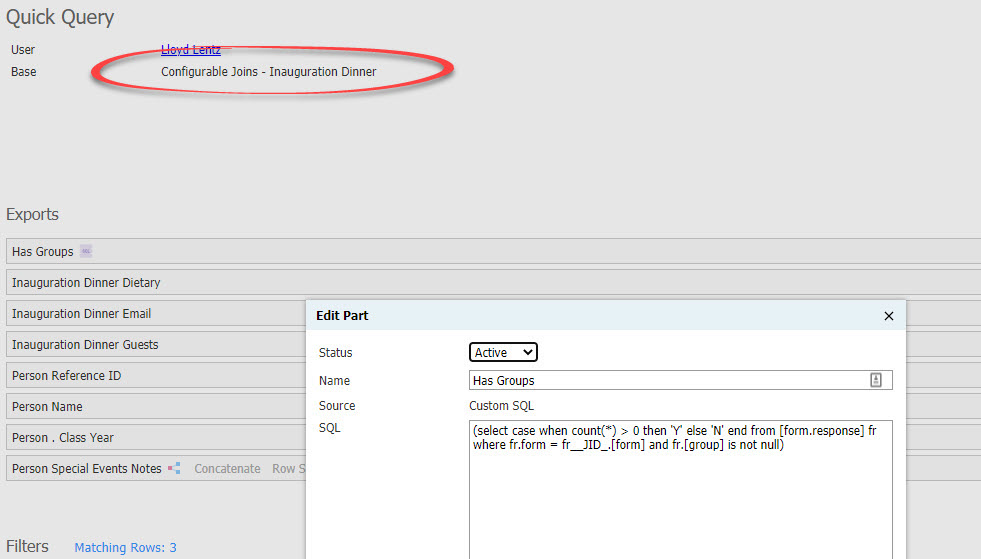 Quick Query
User Lloyd Lentz
Base Configurable Joins - Inauguration Dinner
Exports
Has Groups
Inauguration Dinner Dietary
Inauguration Dinner Email
Inauguration Dinner Guests
Person Reference ID
Person Name
Person . Class Year
Person Special Events Notes Concatenate Row S
Edit Part
Status Active
Name Has Groups
Source Custom SQL
SQL (select case when count(*) > 0 then 'Y' else 'N' end from [form.response] fr
where fr.form = fr__JID_.[form] and fr.[group] is not null)
Filters Matching Rows: 3